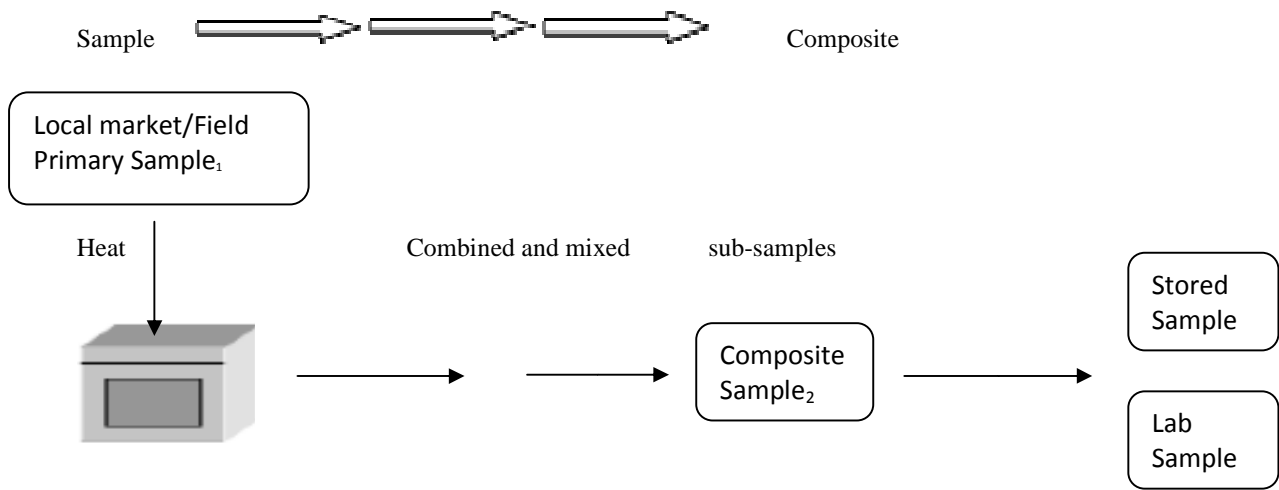 Sample
Composite
Local market/Field
Primary Sample₁
Heat
Combined and mixed
sub-samples
Composite
Sample₂
Stored
Sample
Lab
Sample